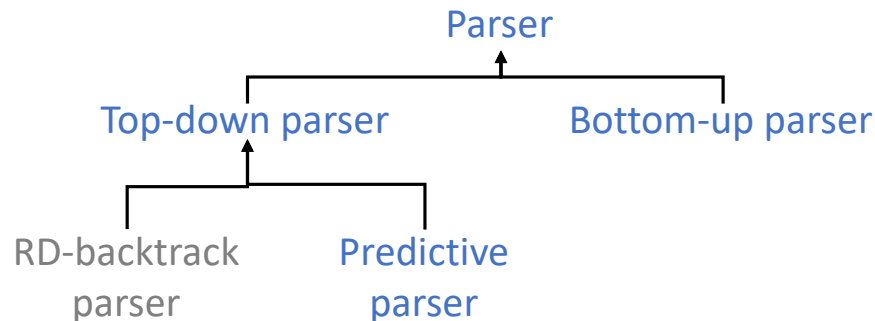 Parser
Top-down parser
Bottom-up parser
RD-backtrack
parser
Predictive
parser